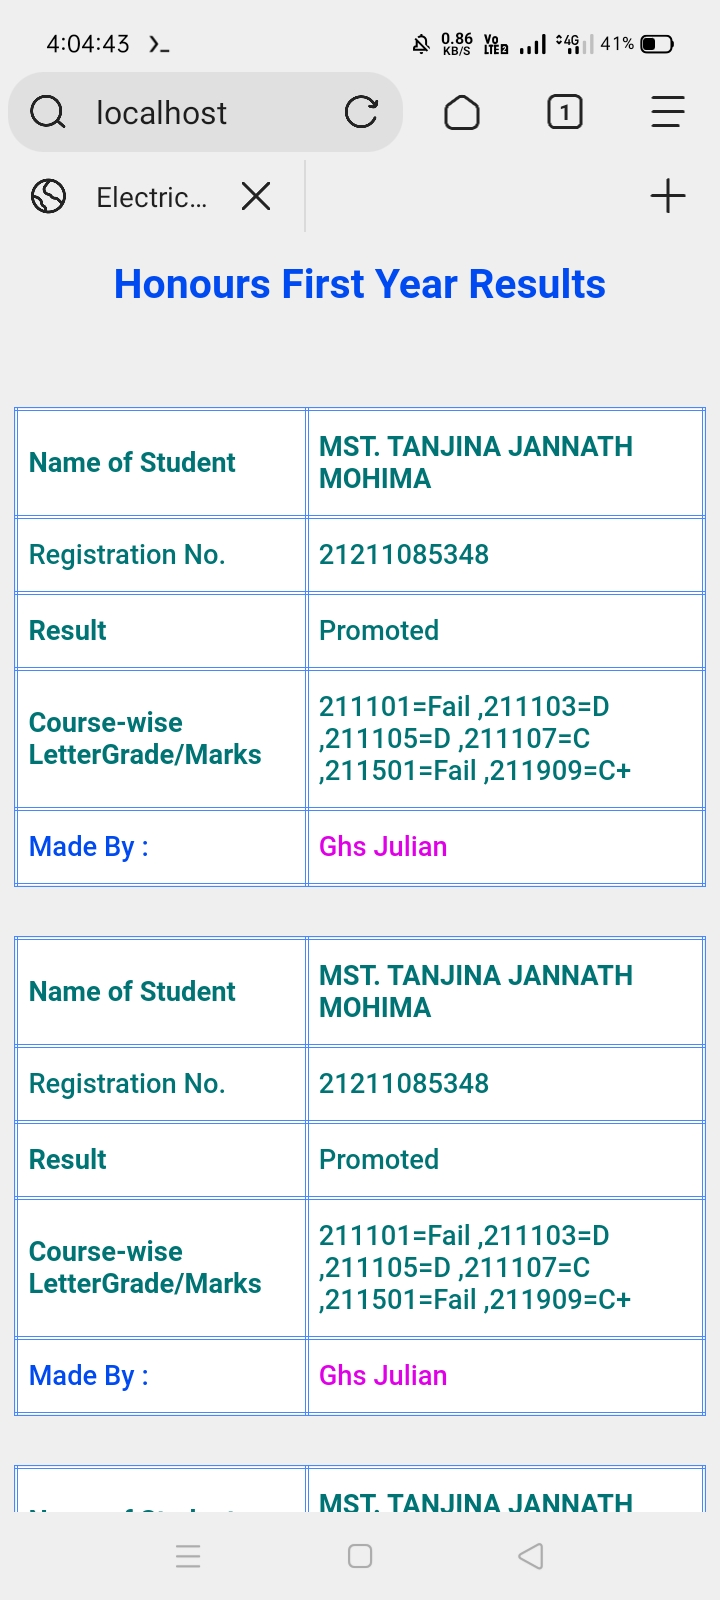 4:04:43 >_ 0.86 KB/S Vo LTE2 4G 41%
localhost 1
Electric...
Honours First Year Results
Name of Student MST. TANJINA JANNATH
MOHIMA
Registration No. 21211085348
Result Promoted
Course-wise LetterGrade/Marks 211101=Fail ,211103=D
,211105=D ,211107=C
,211501=Fail ,211909=C+
Made By : Ghs Julian
Name of Student MST. TANJINA JANNATH
MOHIMA
Registration No. 21211085348
Result Promoted
Course-wise LetterGrade/Marks 211101=Fail ,211103=D
,211105=D ,211107=C
,211501=Fail ,211909=C+
Made By : Ghs Julian
MST. TANJINA JANNATH